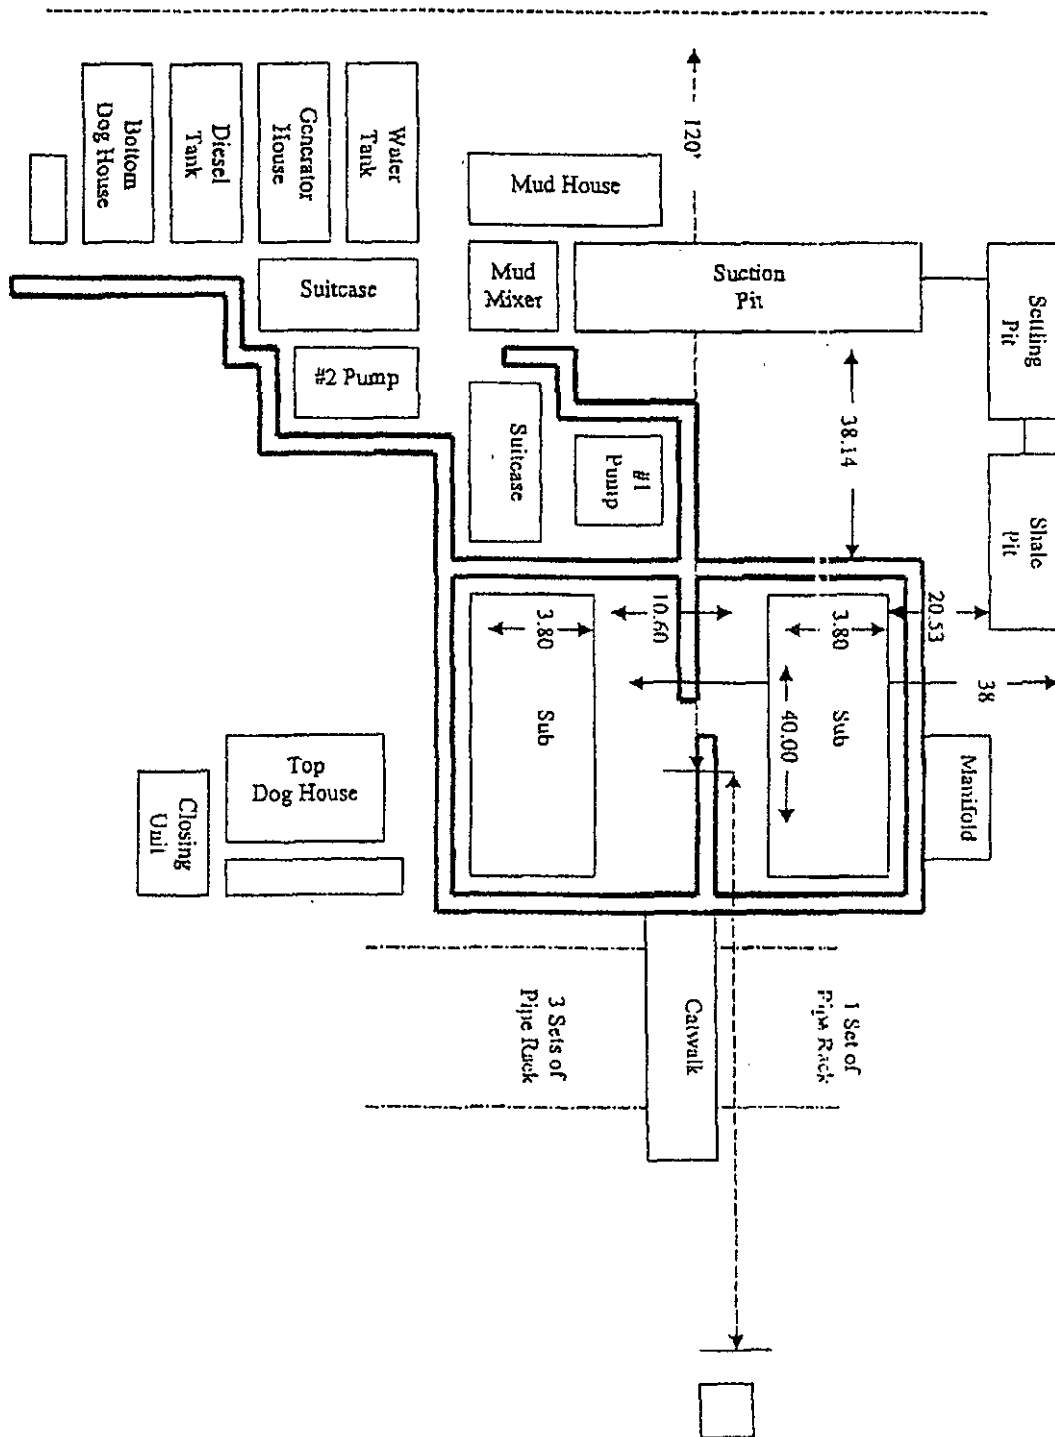 120'
Bottom
Dog House
Diesel
Tank
Generator
House
Water
Tank
Mud House
Suitcase
Mud
Mixer
Suction
Pit
Settling
Pit
#2 Pump
Suitcase
#1
Pump
38.14
Shale
Pit
3.80
10.60
3.80
20.53
38
Sub
40.00
Sub
Manifold
Top
Dog House
Closing
Unit
3 Sets of
Pipe Rack
Catwalk
1 Set of
Pipe Rack